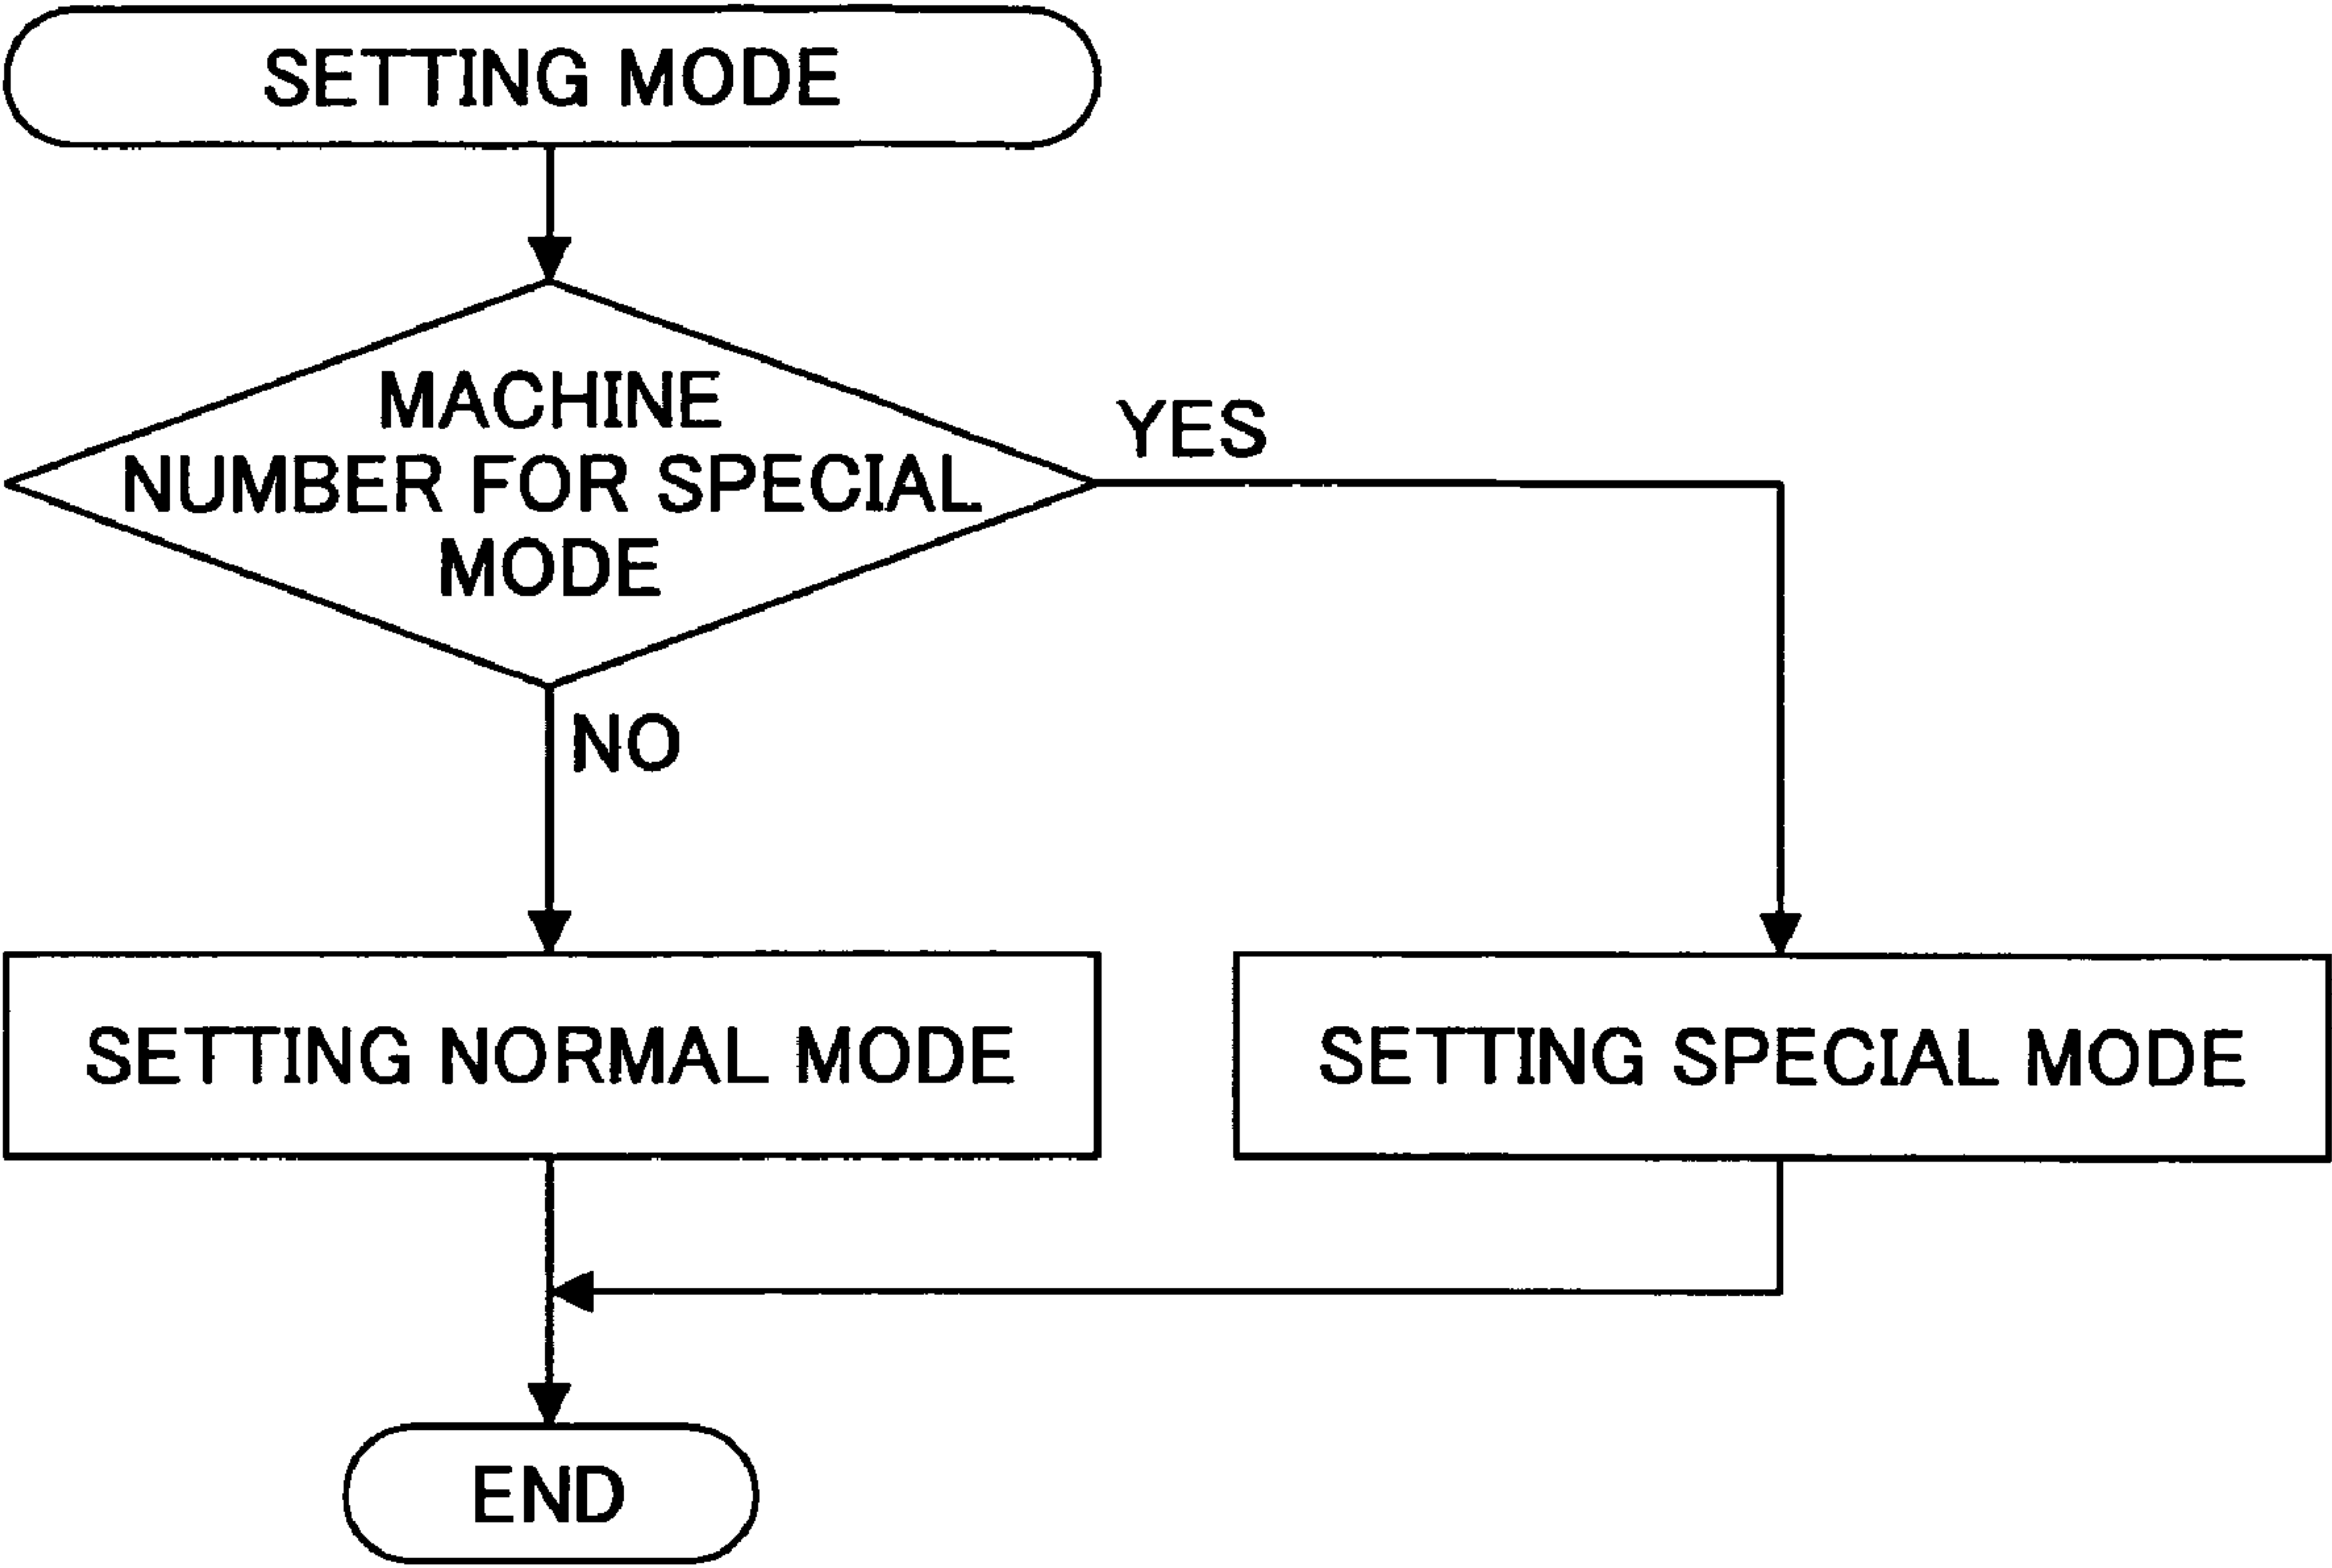 SETTING MODE
MACHINE
NUMBER FOR SPECIAL
MODE
YES
NO
SETTING NORMAL MODE
SETTING SPECIAL MODE
END